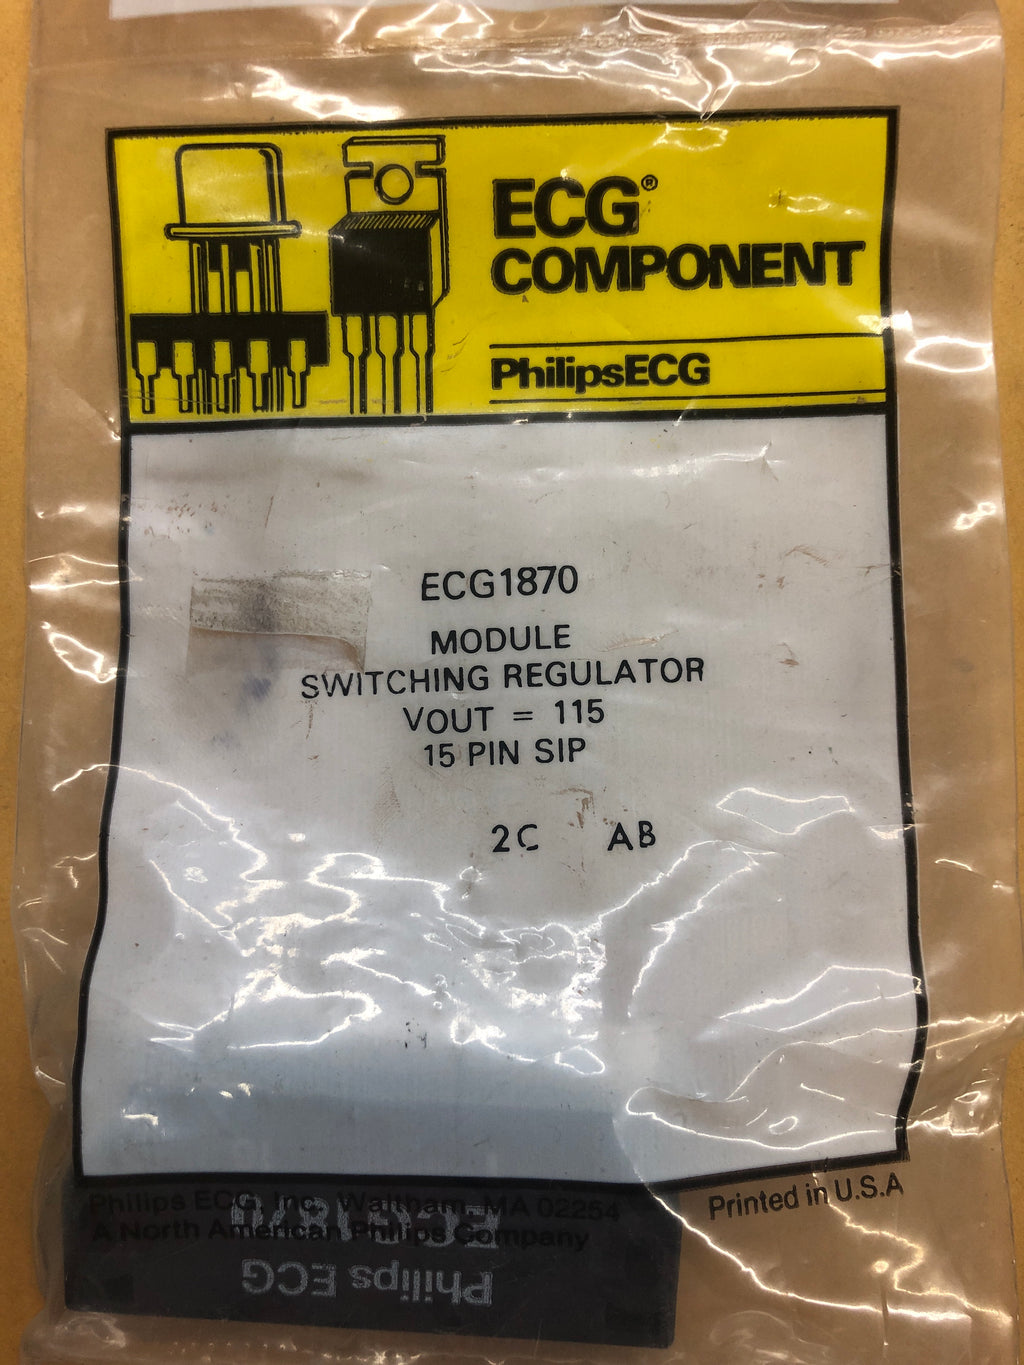 ECG®
COMPONENT
PhilipsECG
ECG1870
MODULE
SWITCHING REGULATOR
VOUT = 115
15 PIN SIP
2C AB
Philips ECG, Inc. Waltham, MA 02254
A North American Philips Company
Printed in U.S.A
ECG1870
Philips ECG